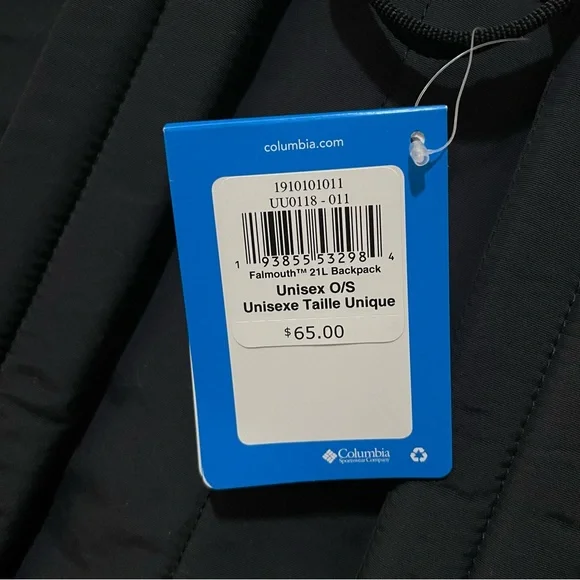 columbia.com
1910101011
UU0118 - 011
1 93855 53298 4
Falmouth™ 21L Backpack
Unisex O/S
Unisexe Taille Unique
$65.00
Columbia
Sportswear Company